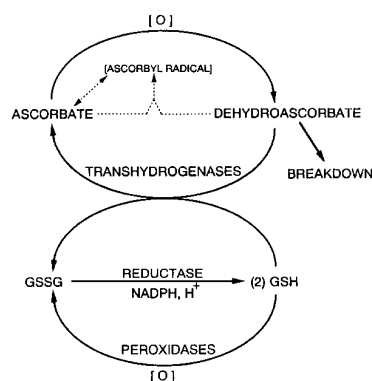 [O]
[ASCORBYL RADICAL]
ASCORBATE
DEHYDROASCORBATE
TRANSHYDROGENASES
BREAKDOWN
REDUCTASE
GSSG
(2) GSH
NADPH, H⁺
PEROXIDASES
[O]